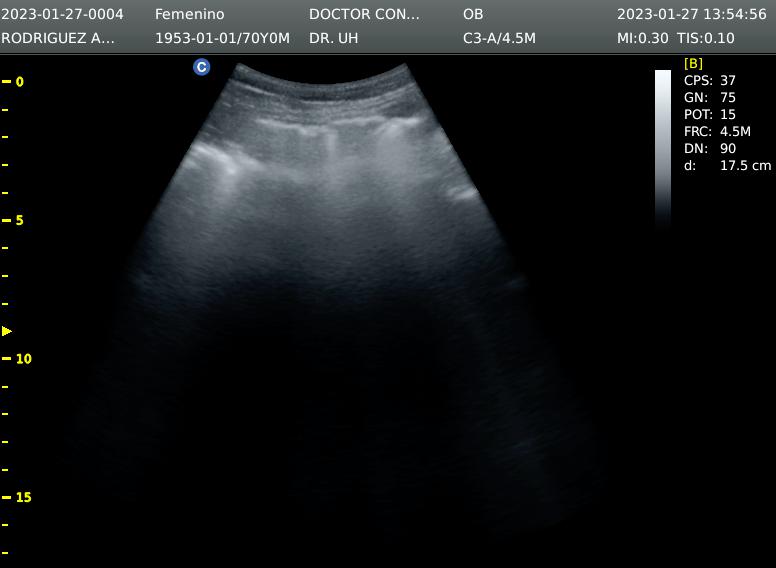 2023-01-27-0004 Femenino DOCTOR CON... OB 2023-01-27 13:54:56
RODRIGUEZ A... 1953-01-01/70Y0M DR. UH C3-A/4.5M MI:0.30 TIS:0.10
C
[B]
CPS: 37
GN: 75
POT: 15
FRC: 4.5M
DN: 90
d: 17.5 cm
0
5
10
15